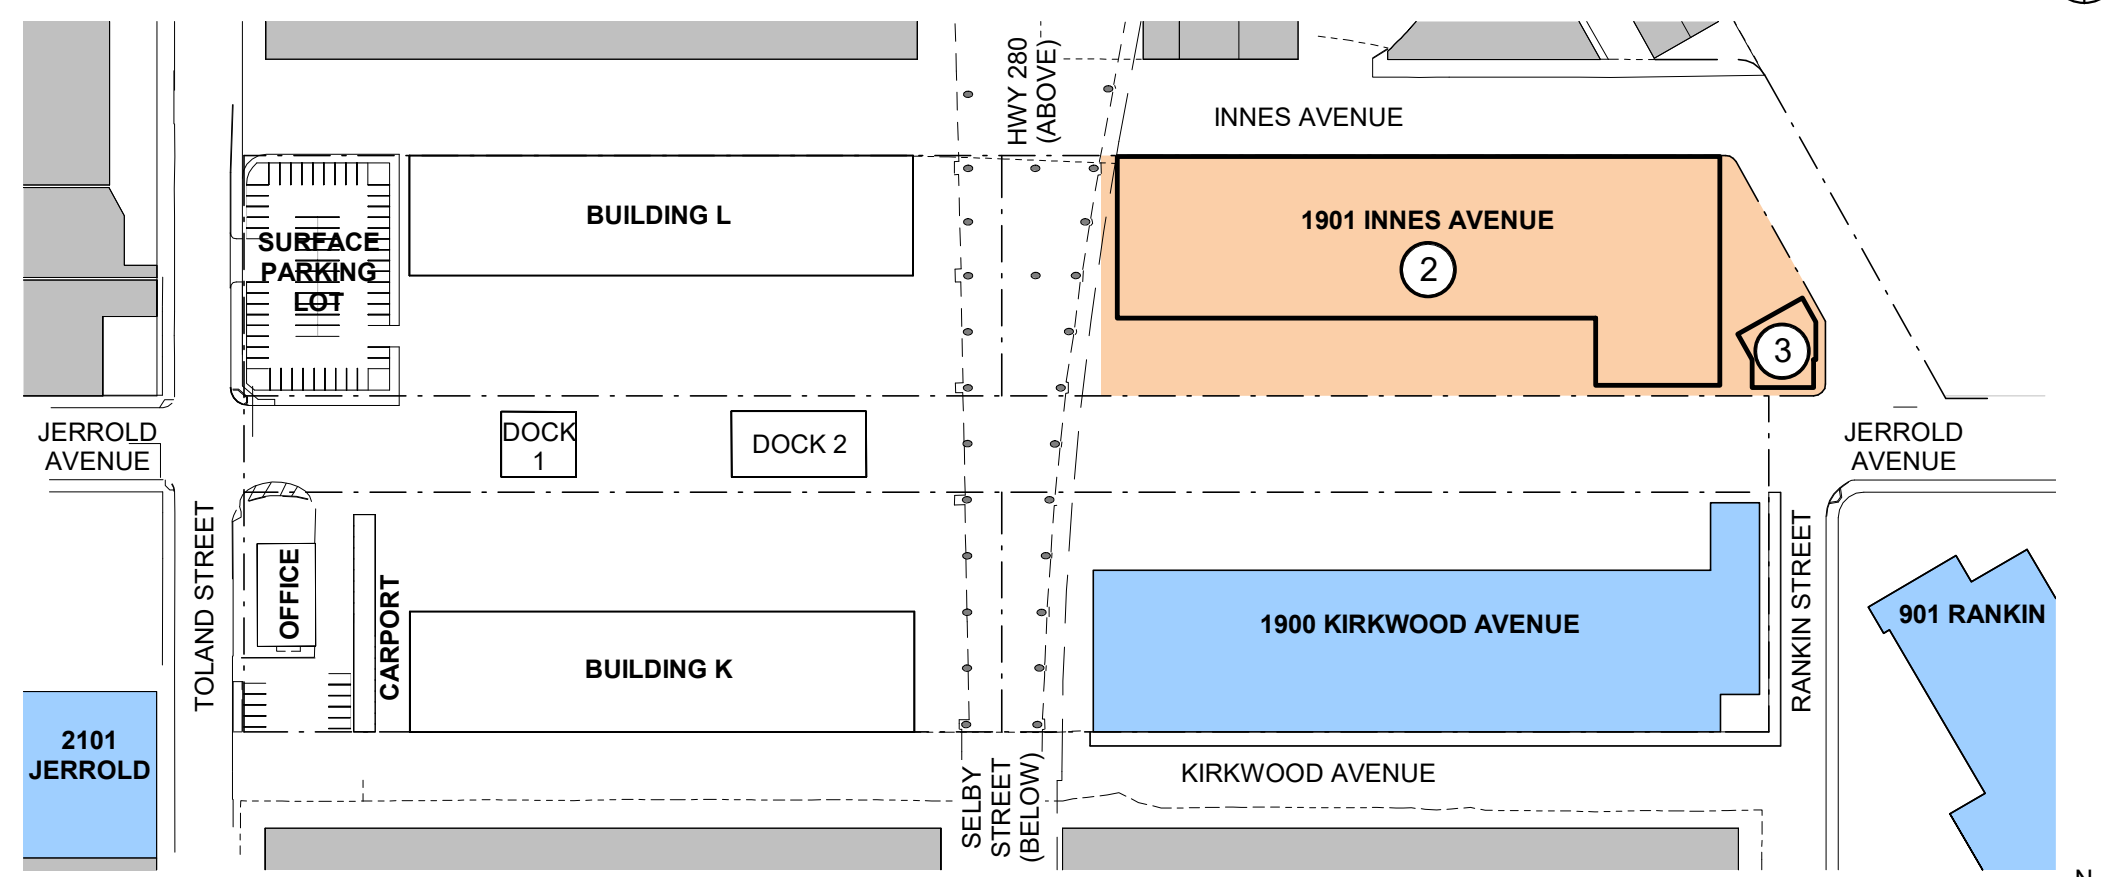 HWY 280
(ABOVE)
INNES AVENUE
BUILDING L
1901 INNES AVENUE
2
SURFACE
PARKING
LOT
3
JERROLD
AVENUE
DOCK
1
DOCK 2
JERROLD
AVENUE
TOLAND STREET
OFFICE
CARPORT
BUILDING K
1900 KIRKWOOD AVENUE
RANKIN STREET
901 RANKIN
2101
JERROLD
SELBY
STREET
(BELOW)
KIRKWOOD AVENUE
N